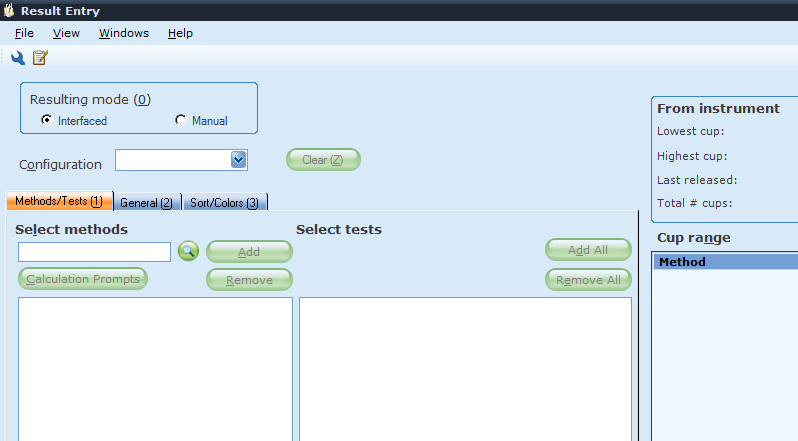 Result Entry
File View Windows Help
Resulting mode (0)
Interfaced Manual
Configuration
Clear (Z)
Methods/Tests (1) General (2) Sort/Colors (3)
Select methods
Add
Calculation Prompts
Remove
Select tests
Add All
Remove All
From instrument
Lowest cup:
Highest cup:
Last released:
Total # cups:
Cup range
Method